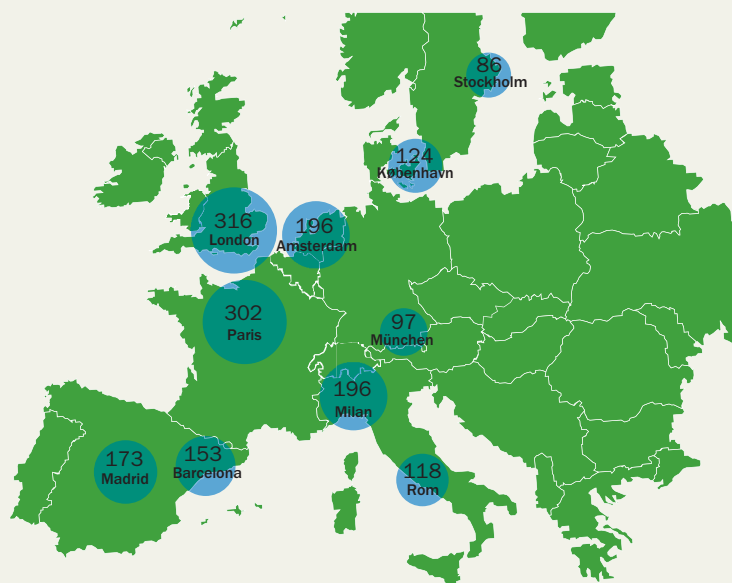 86
Stockholm
124
København
316
London
196
Amsterdam
302
Paris
97
München
196
Milan
173
Madrid
153
Barcelona
118
Rom